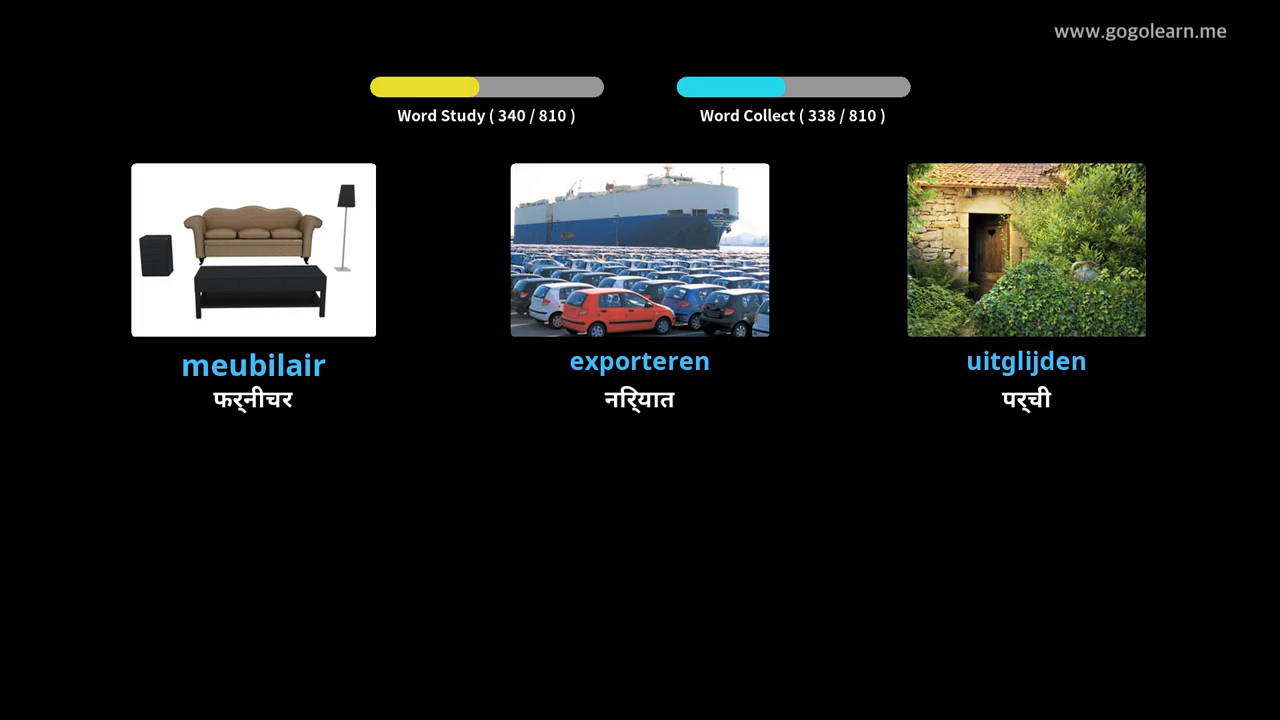 www.gogolearn.me
Word Study ( 340 / 810 )
Word Collect ( 338 / 810 )
meubilair
फर्नीचर
exporteren
निर्यात
uitglijden
पर्ची